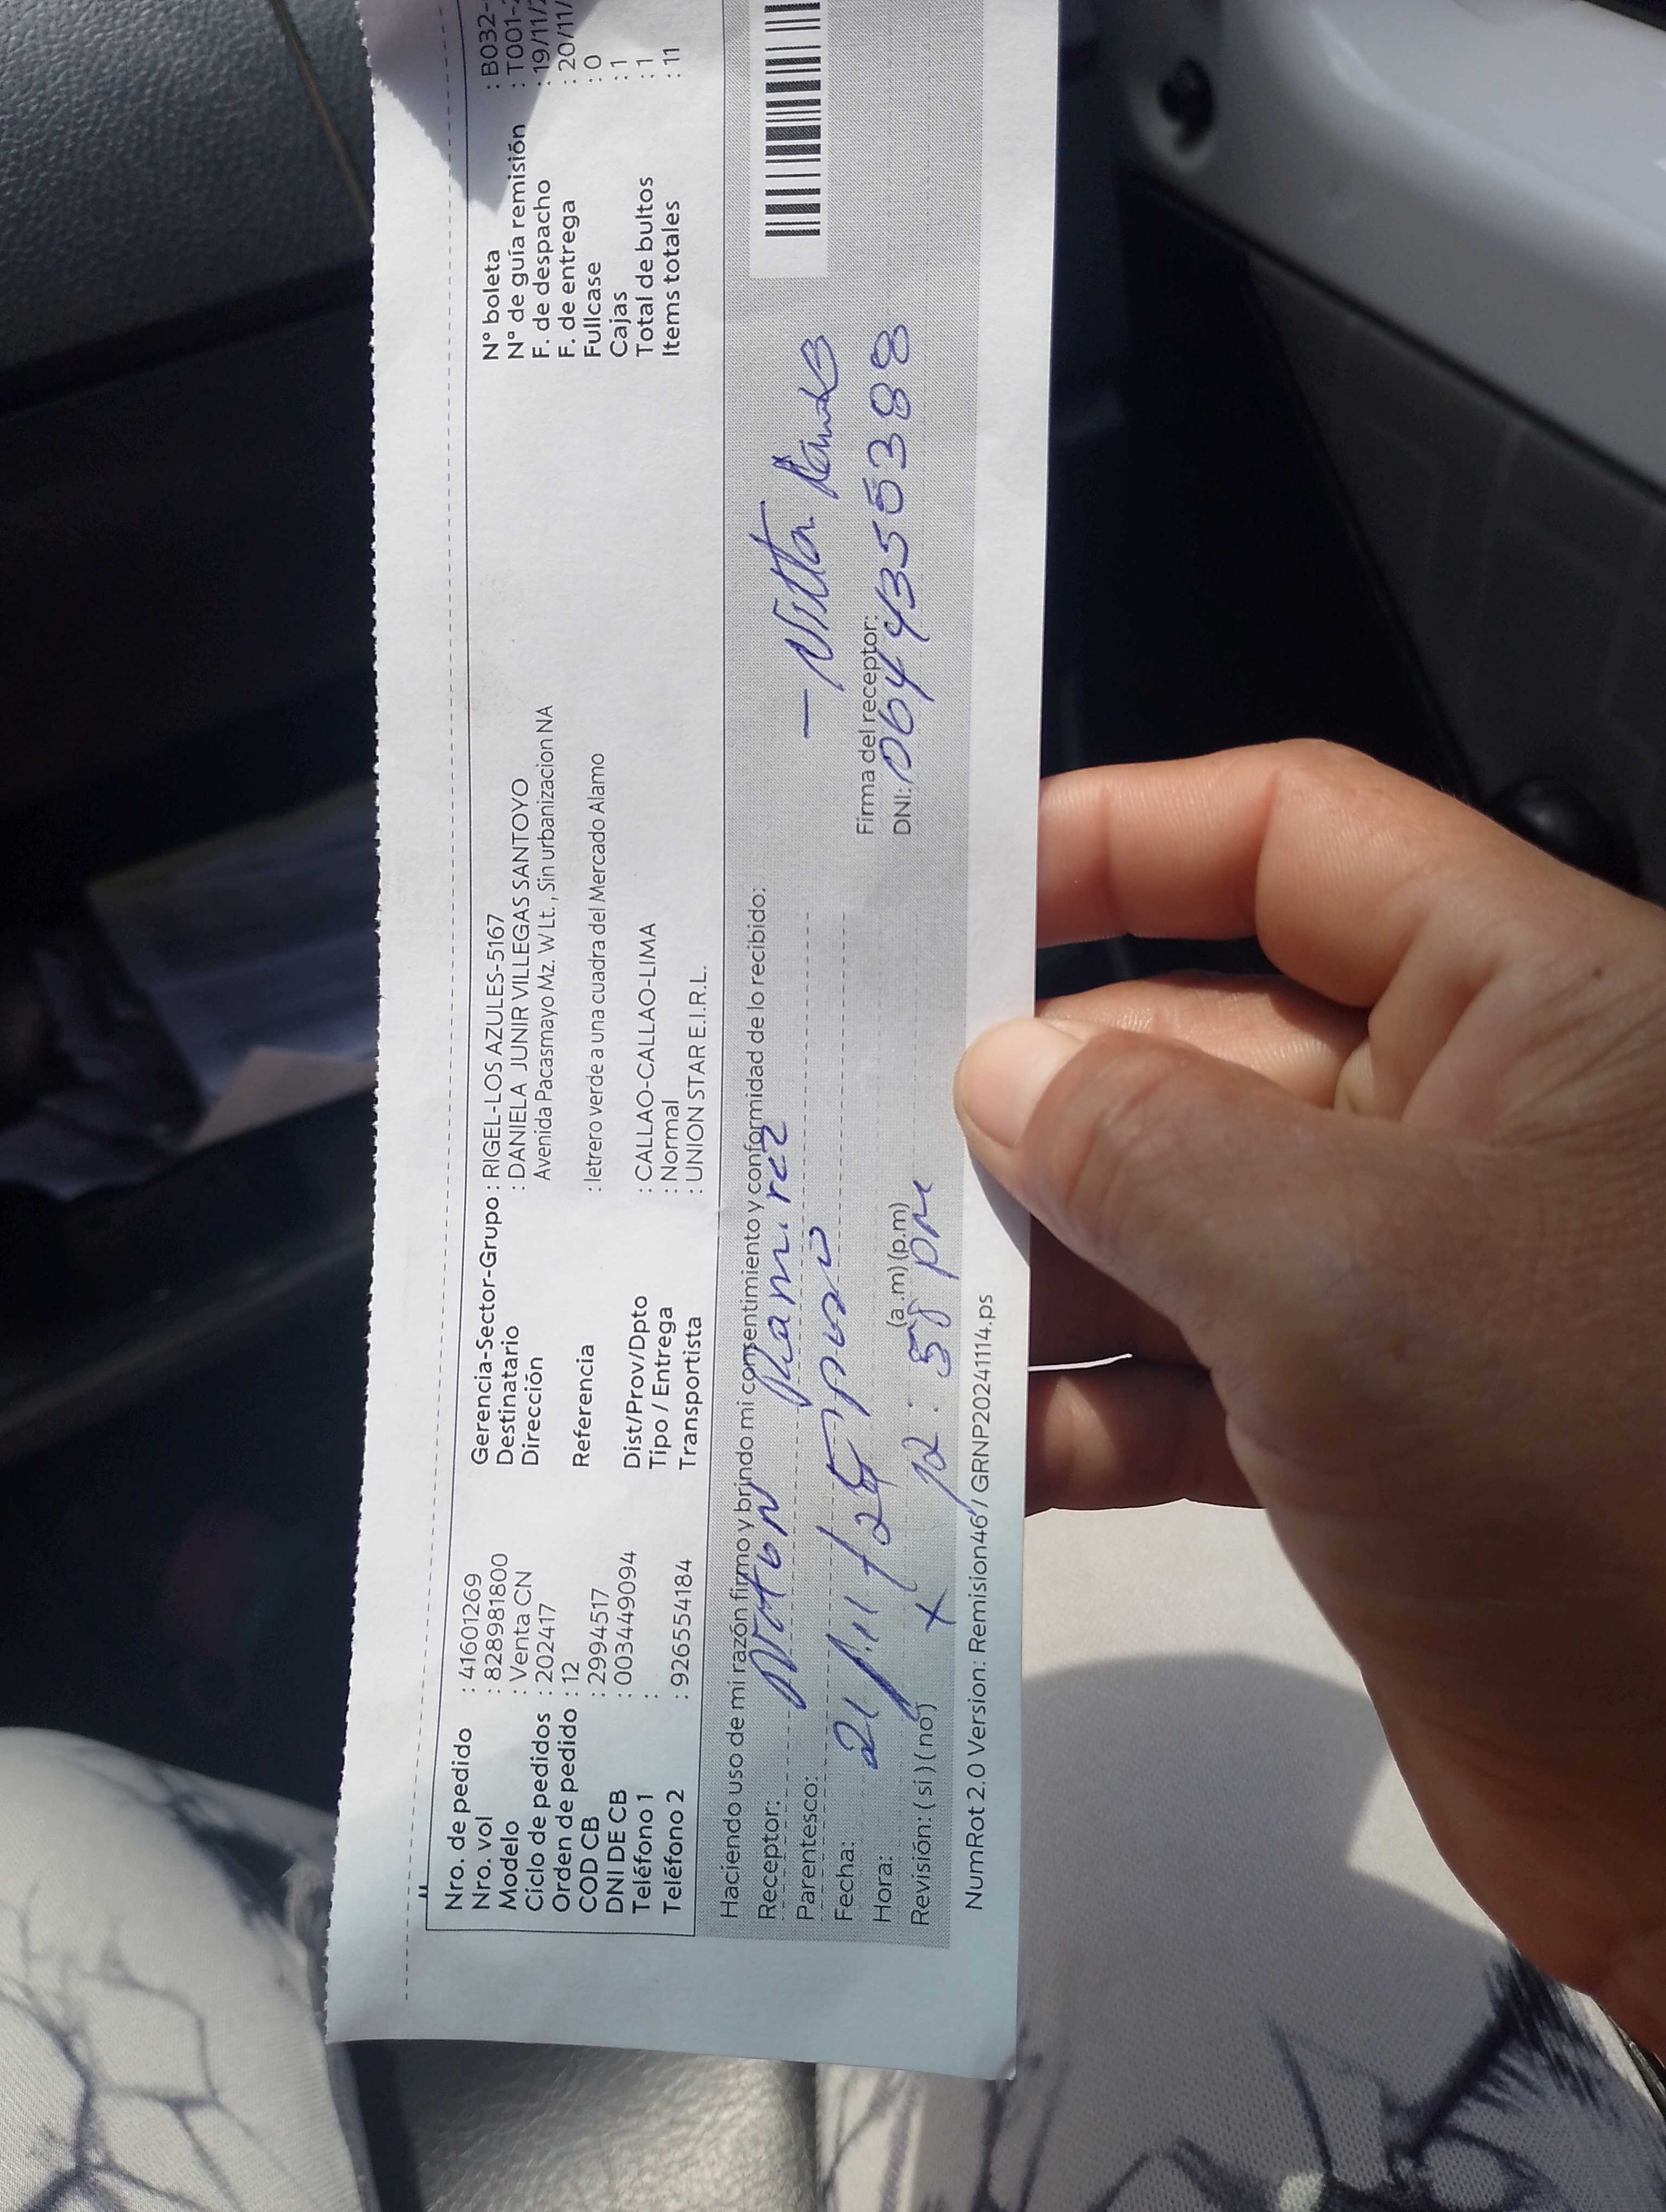 Nro. de pedido : 41601269
Nro. vol : 828981800
Modelo : Venta CN
Ciclo de pedidos : 202417
Orden de pedido : 12
COD CB : 2994517
DNI DE CB : 0034449094
Teléfono 1 :
Teléfono 2 : 926554184
Gerencia-Sector-Grupo : RIGEL-LOS AZULES-5167
Destinatario : DANIELA JUNIR VILLEGAS SANTOYO
Dirección Avenida Pacasmayo Mz. W Lt. , Sin urbanizacion NA
Referencia : letrero verde a una cuadra del Mercado Alamo
Dist/Prov/Dpto : CALLAO-CALLAO-LIMA
Tipo / Entrega : Normal
Transportista : UNION STAR E.I.R.L.
N° boleta : B032-
N° de guía remisión : T001-
F. de despacho : 19/11/
F. de entrega : 20/11/
Fullcase : 0
Cajas : 1
Total de bultos : 1
Items totales : 11
Haciendo uso de mi razón firmo y brindo mi consentimiento y conformidad de lo recibido:
Receptor: Ramirez
Parentesco:
Fecha: 21/11/24
Hora: (a.m) (p.m)
Revisión: ( si ) ( no ) x 12: pm
Firma del receptor:
DNI:
NumRot 2.0 Version: Remision46 / GRNP20241114.ps